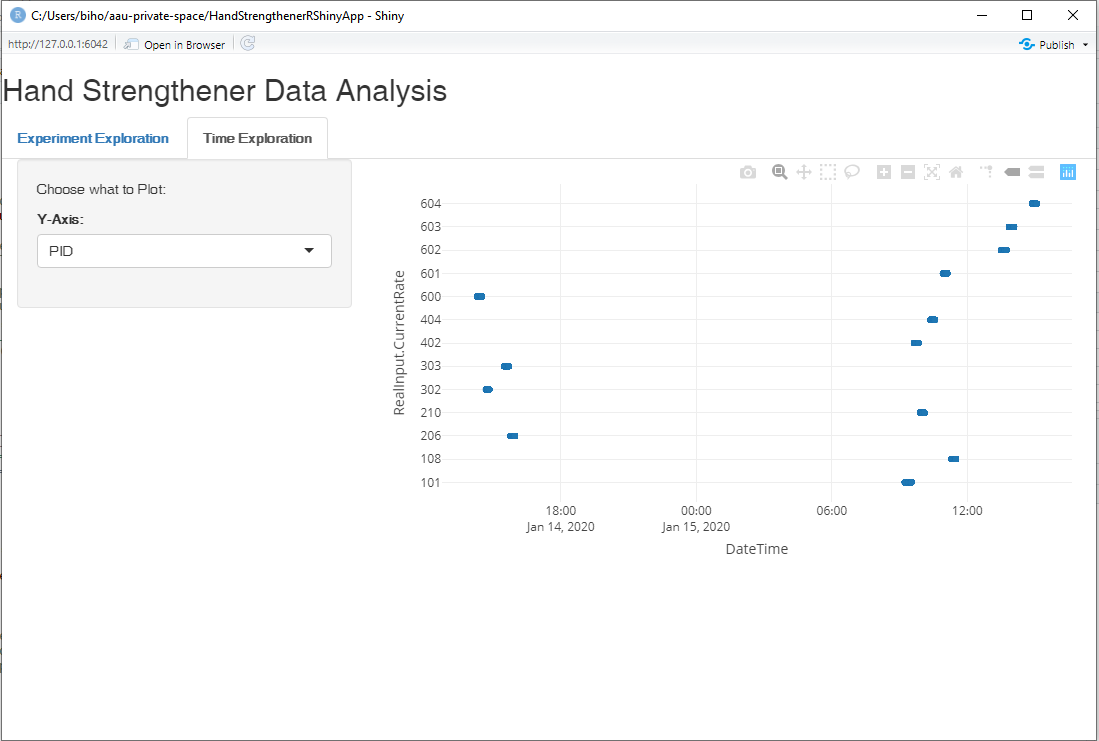 C:/Users/biho/aau-private-space/HandStrengthenerRShinyApp - Shiny
http://127.0.0.1:6042 Open in Browser Publish
Hand Strengthener Data Analysis
Experiment Exploration Time Exploration
Choose what to Plot:
Y-Axis:
PID
RealInput.CurrentRate
604
603
602
601
600
404
402
303
302
210
206
108
101
18:00 00:00 06:00 12:00
Jan 14, 2020 Jan 15, 2020
DateTime